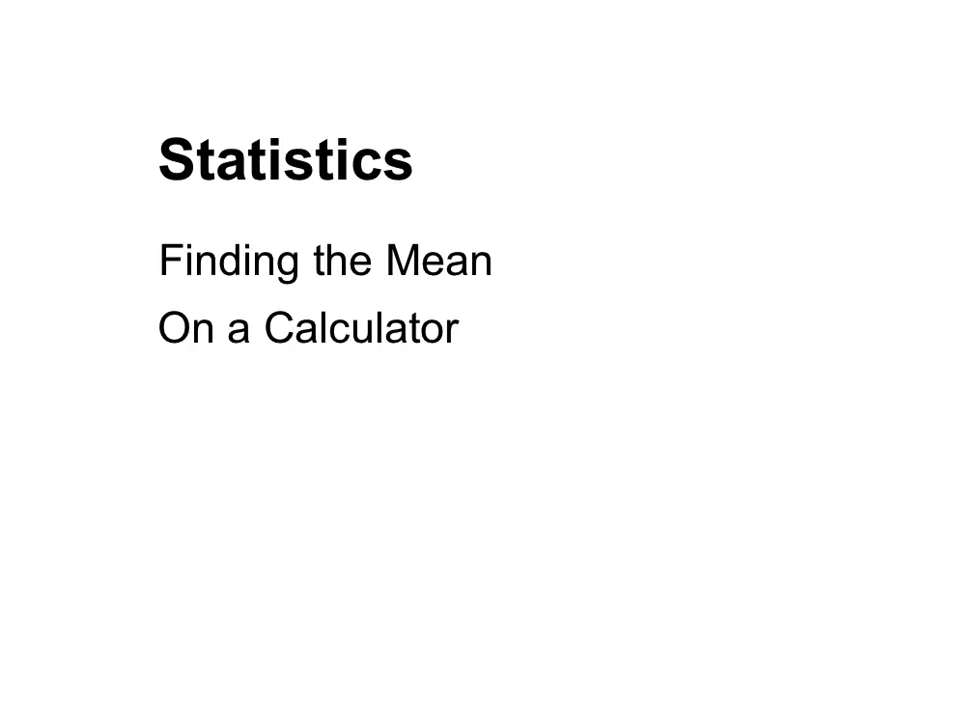 Statistics
Finding the Mean
On a Calculator